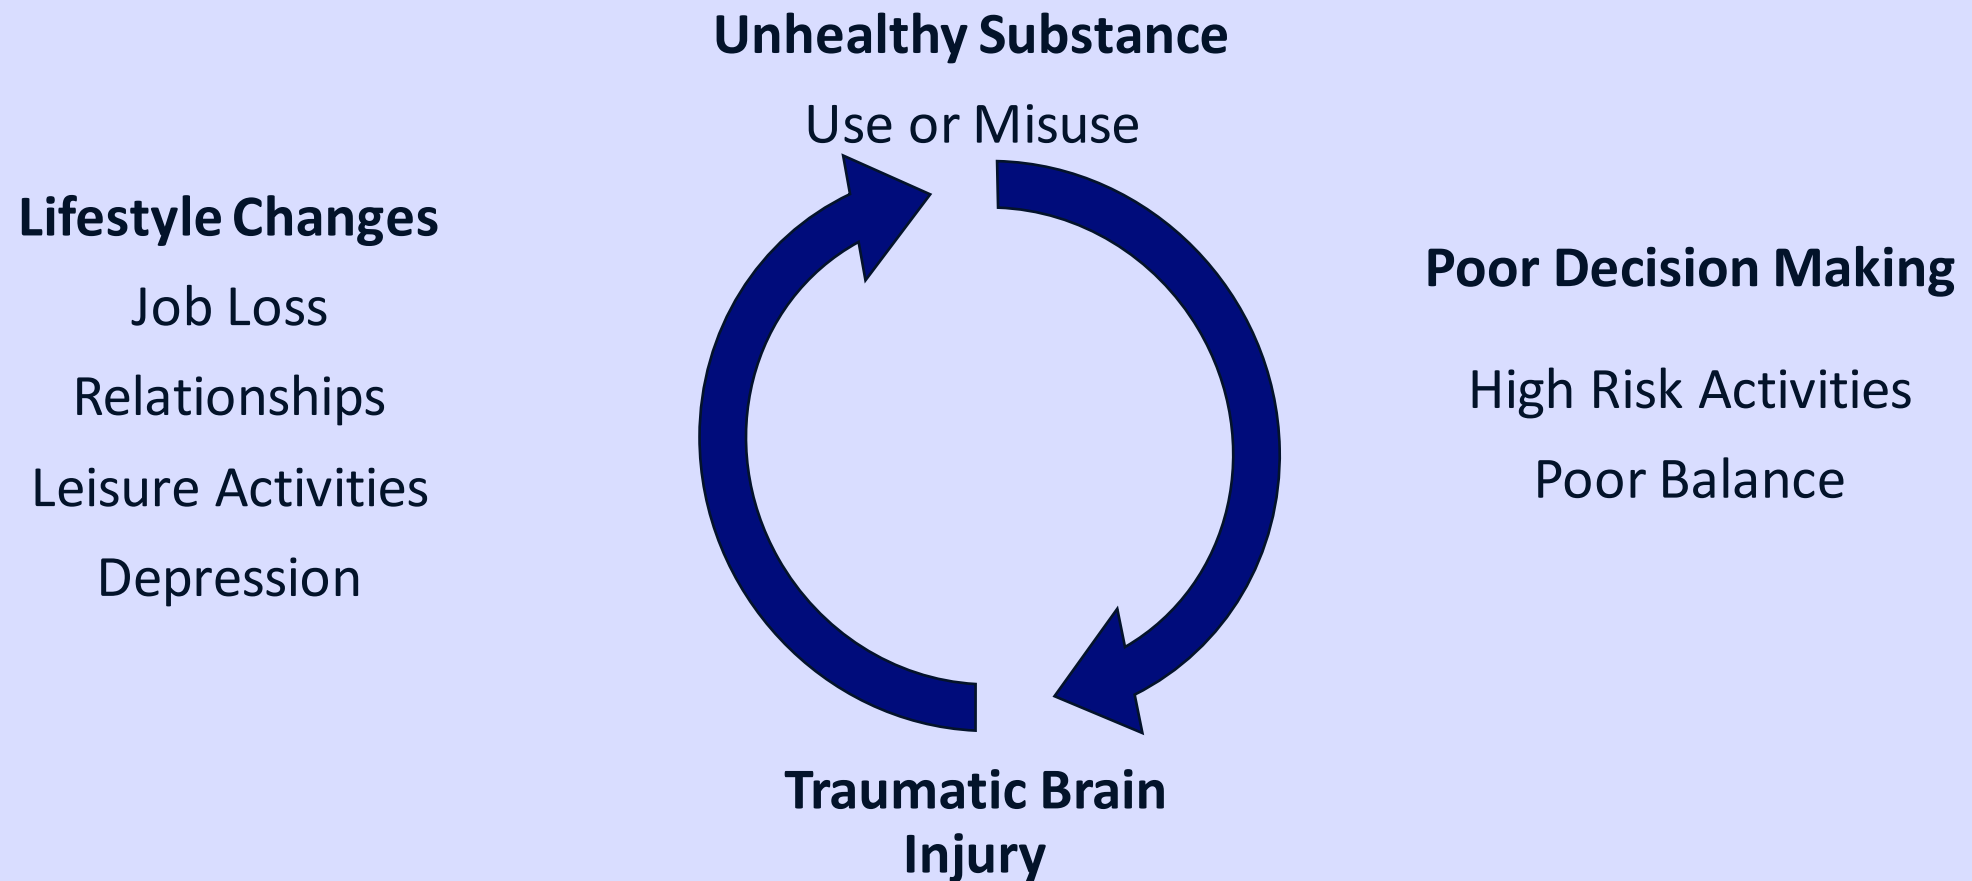 Unhealthy Substance
Use or Misuse
Lifestyle Changes
Job Loss
Relationships
Leisure Activities
Depression
Poor Decision Making
High Risk Activities
Poor Balance
Traumatic Brain
Injury